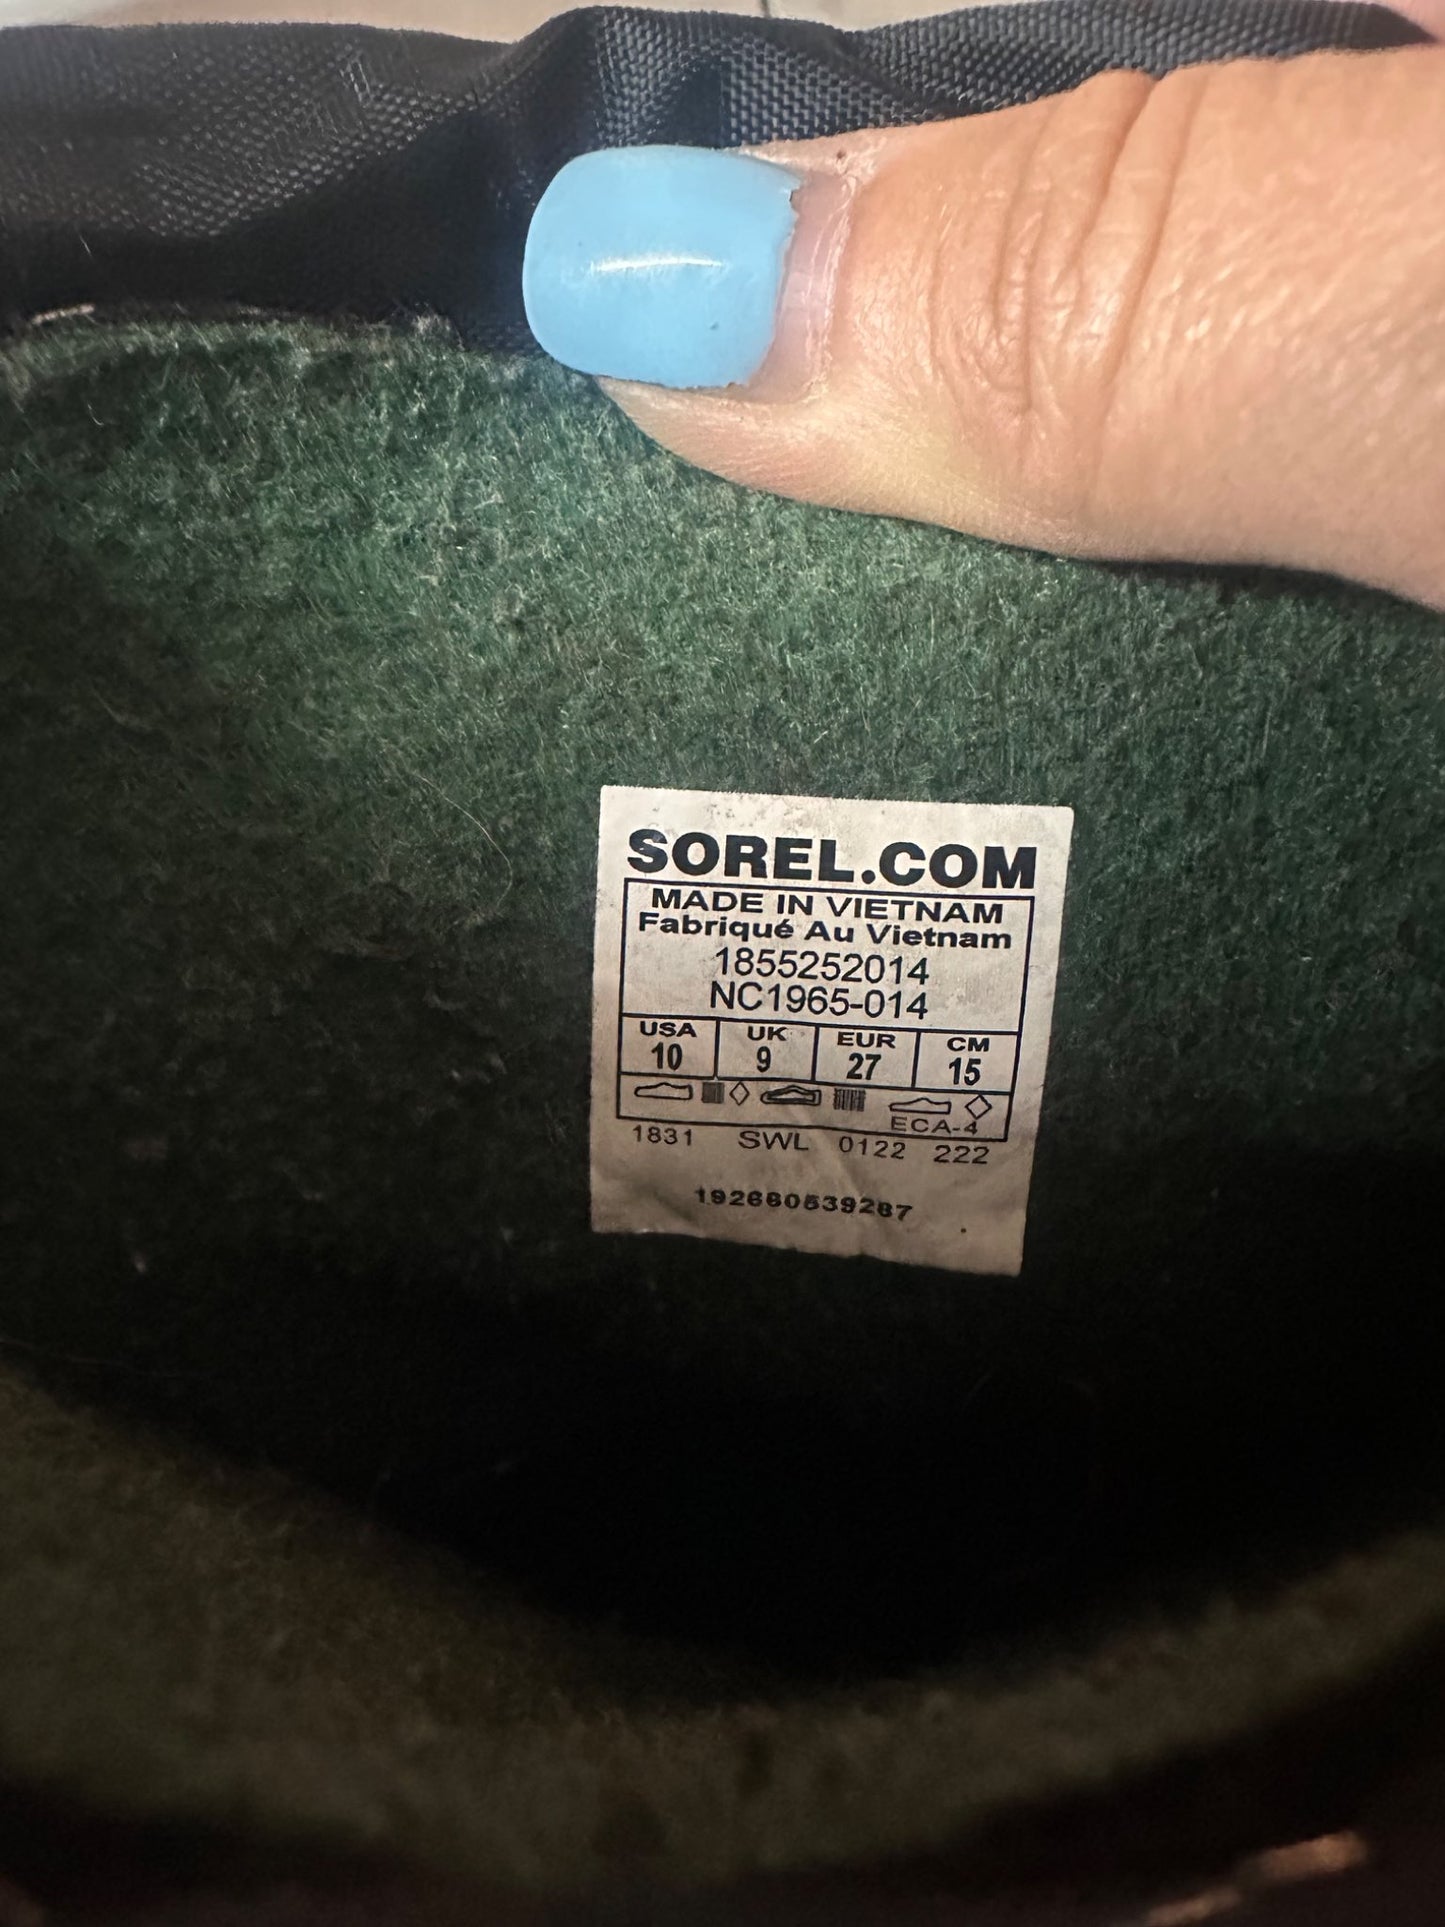 SOREL.COM
MADE IN VIETNAM
Fabriqué Au Vietnam
1855252014
NC1965-014
USA UK EUR CM
10 9 27 15
ECA-4
1831 SWL 0122 222
192660539267